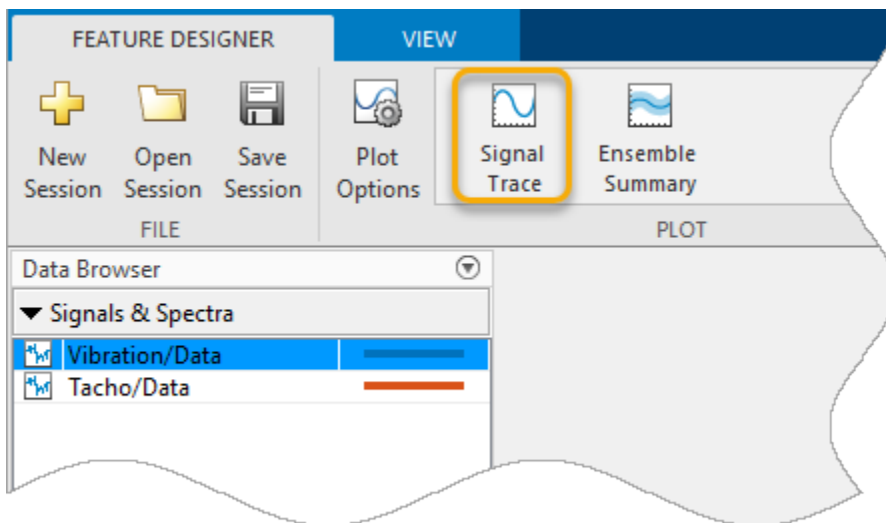 FEATURE DESIGNER
VIEW
New
Session
Open
Session
Save
Session
Plot
Options
Signal
Trace
Ensemble
Summary
FILE
PLOT
Data Browser
Signals & Spectra
Vibration/Data
Tacho/Data